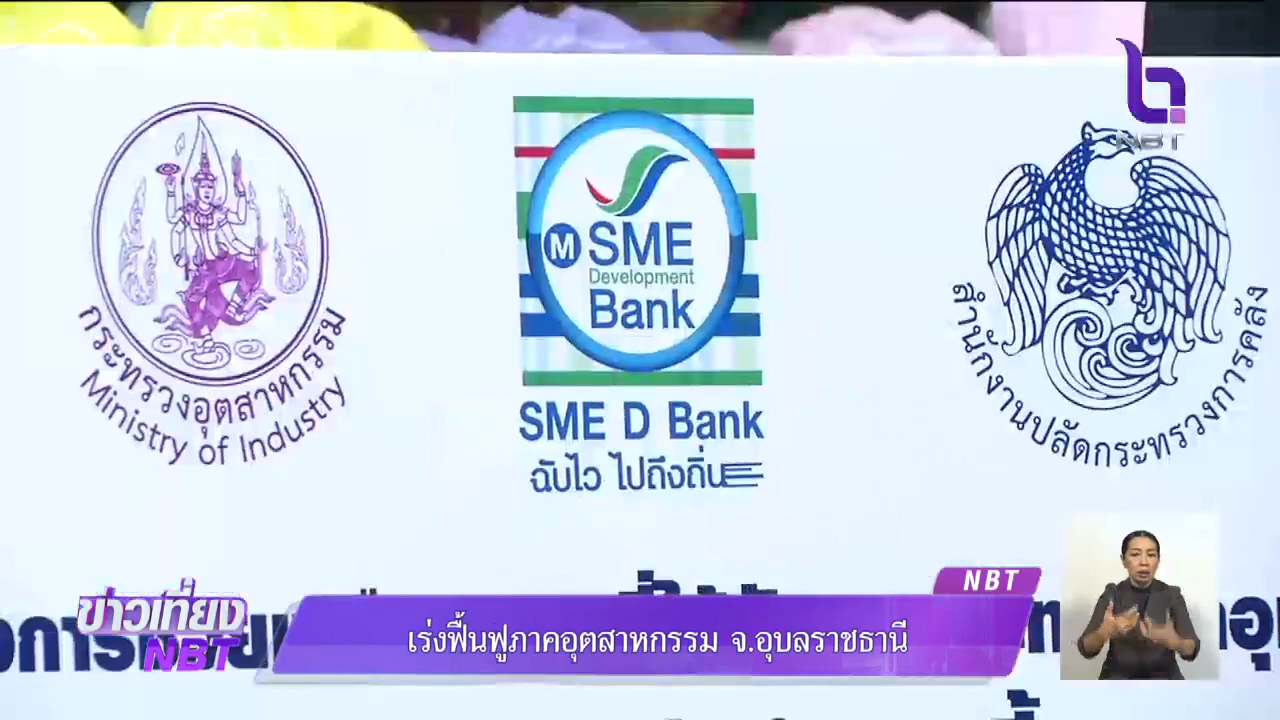 NBT
กระทรวงอุตสาหกรรม
Ministry of Industry
M SME
Development
Bank
SME D Bank
ฉับไว ไปถึงถิ่น
สำนักงานปลัดกระทรวงการคลัง
NBT
ข่าวเที่ยง
NBT
เร่งฟื้นฟูภาคอุตสาหกรรม จ.อุบลราชธานี